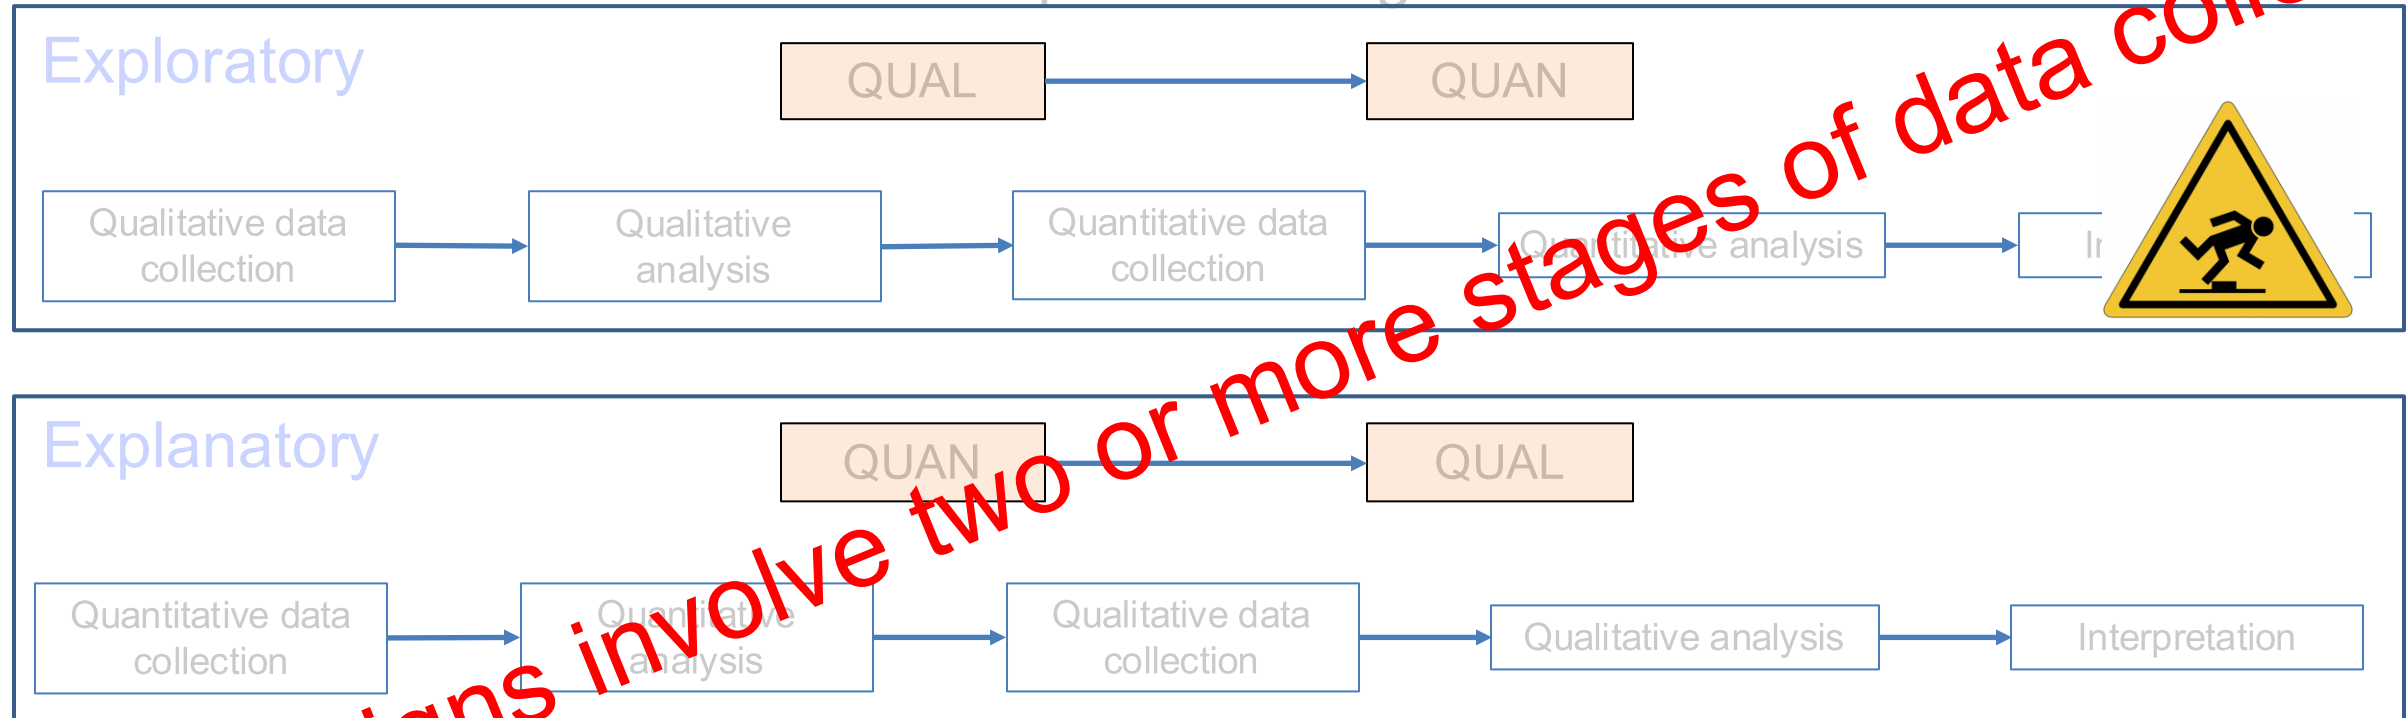 Exploratory
QUAL
QUAN
Qualitative data
collection
Qualitative
analysis
Quantitative data
collection
Quantitative analysis
Explanatory
QUAN
QUAL
Quantitative data
collection
Quantitative
analysis
Qualitative data
collection
Qualitative analysis
Interpretation
involve two or more stages of data